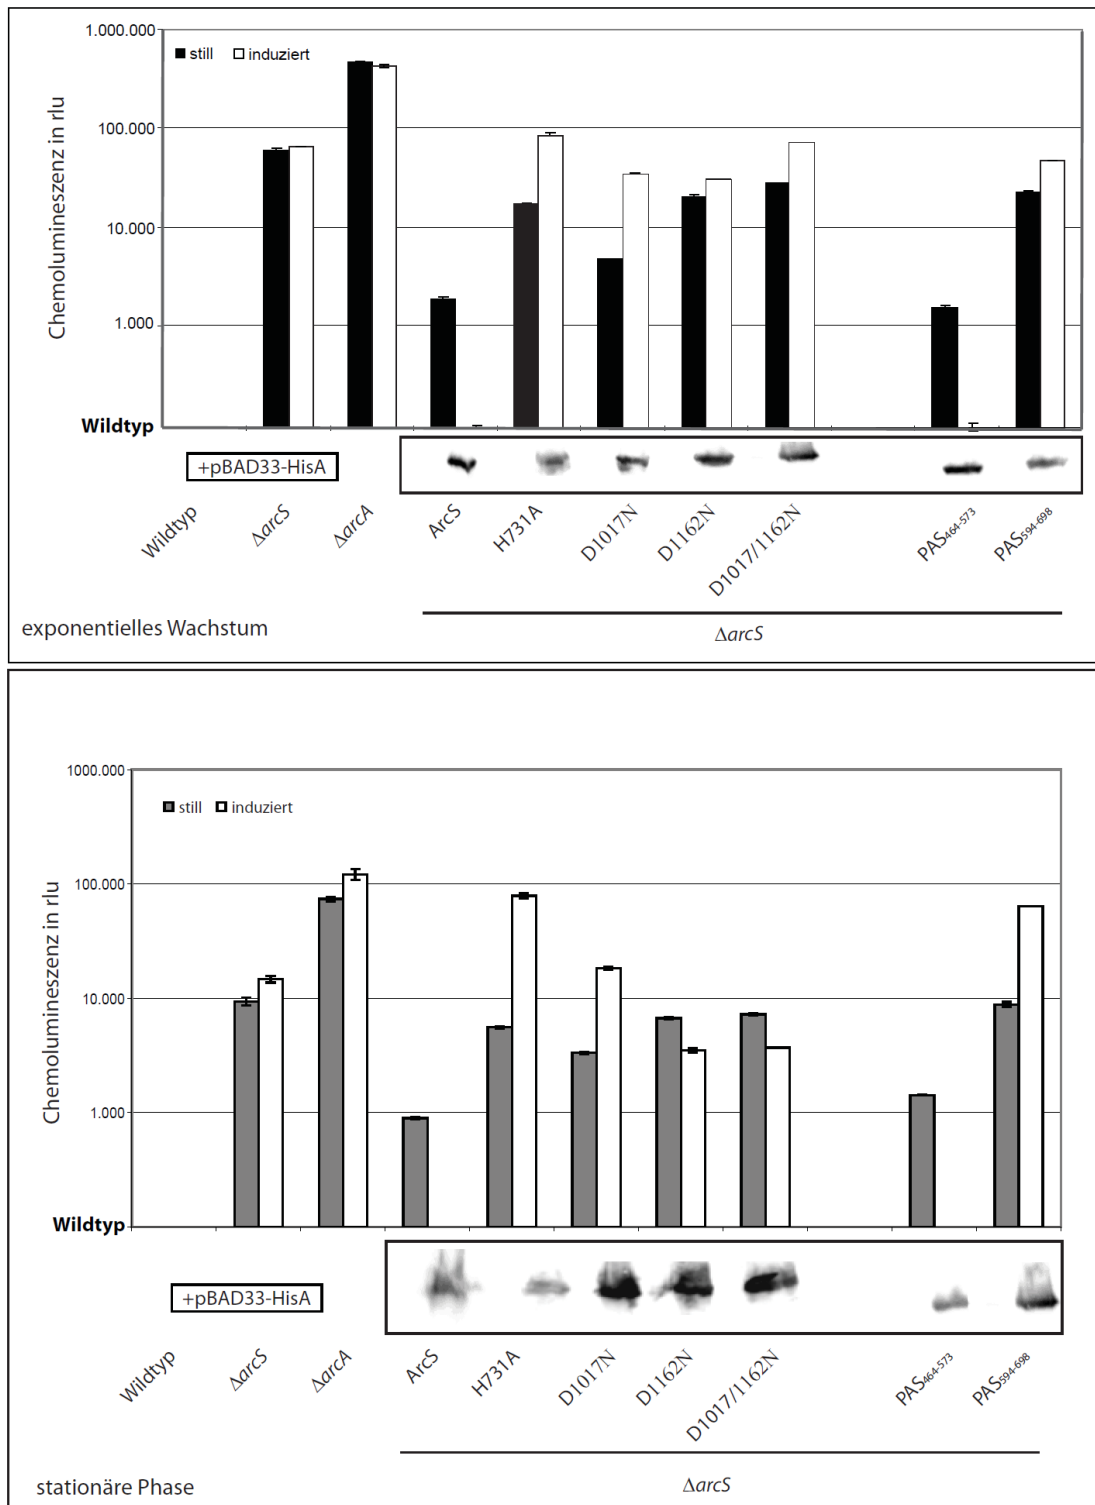 1.000.000
still induziert
100.000
10.000
1.000
Wildtyp
Chemolumineszenz in rlu
+pBAD33-HisA
Wildtyp ΔarcS ΔarcA ArcS H731A D1017N D1162N D1017/1162N PAS464-573 PAS594-698
ΔarcS
exponentielles Wachstum
1000.000
still induziert
100.000
10.000
1.000
Wildtyp
Chemolumineszenz in rlu
+pBAD33-HisA
Wildtyp ΔarcS ΔarcA ArcS H731A D1017N D1162N D1017/1162N PAS464-573 PAS594-698
ΔarcS
stationäre Phase